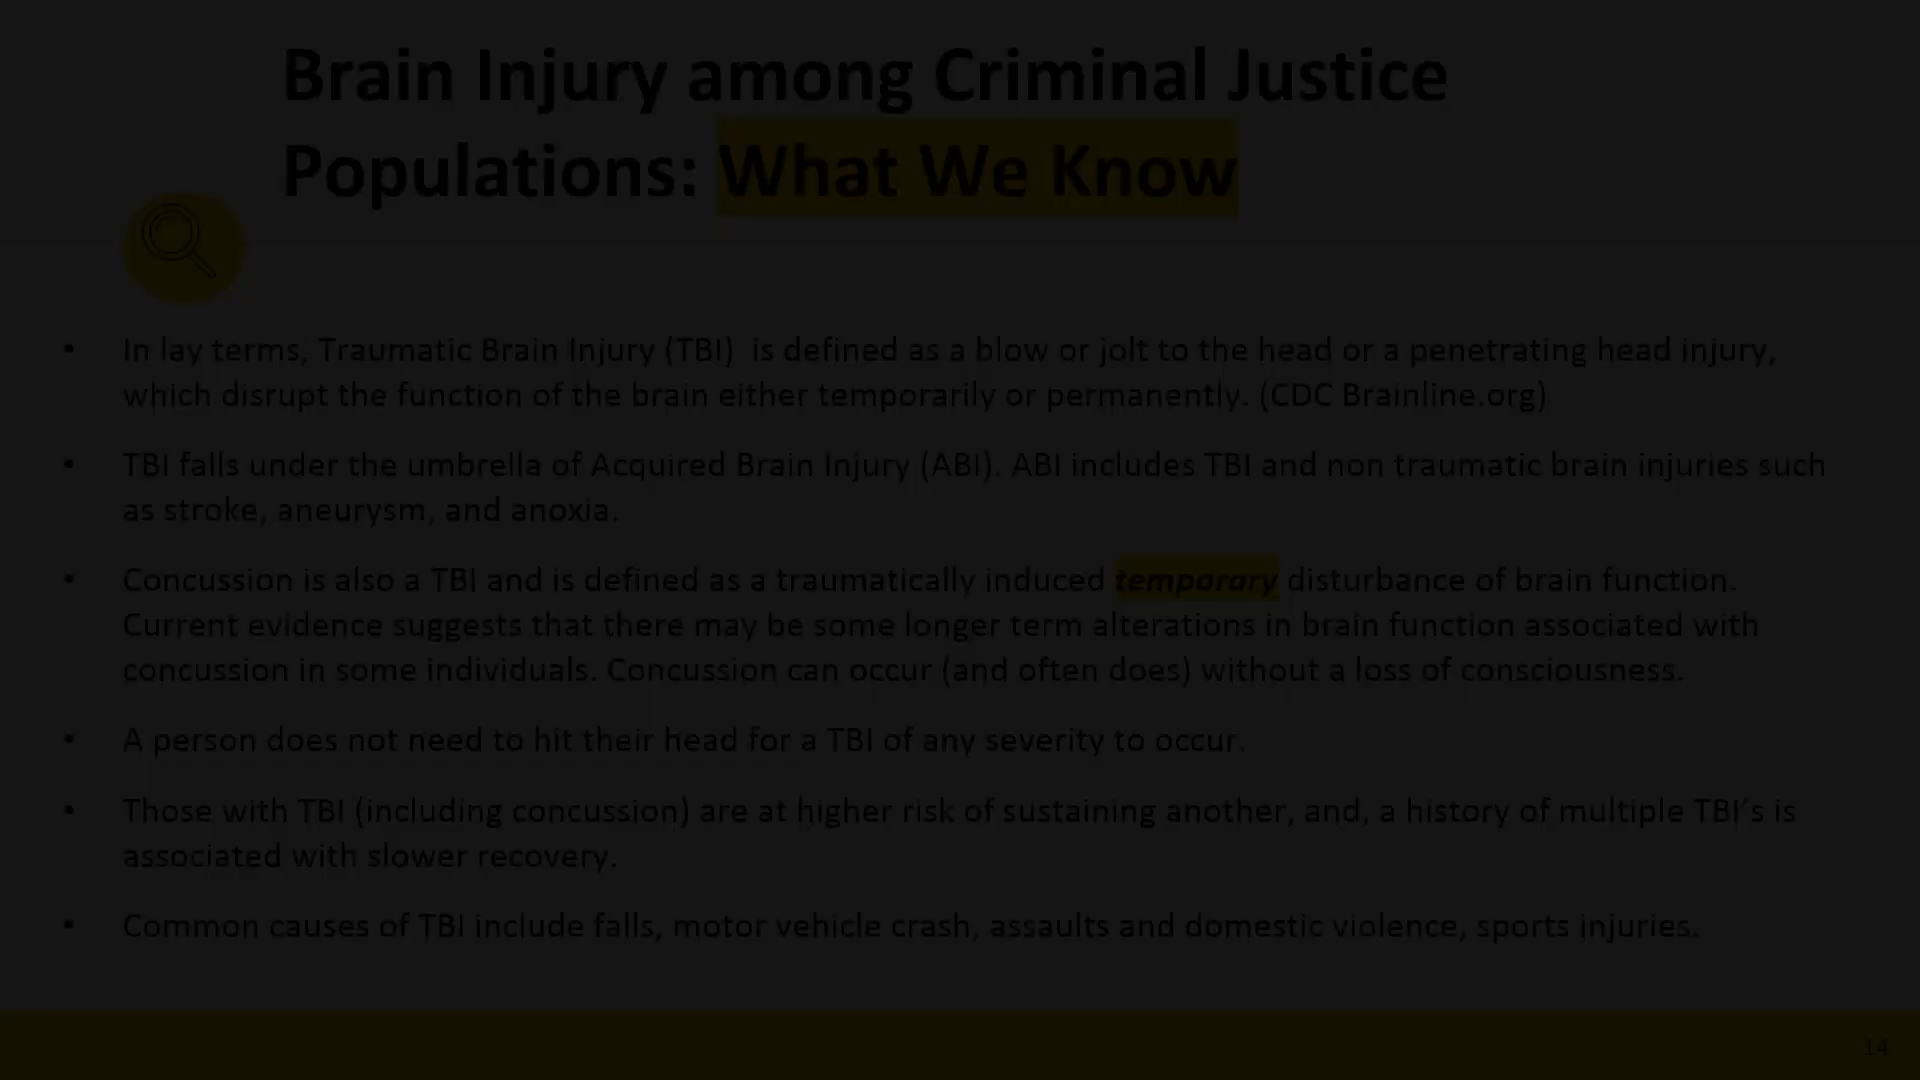 Brain Injury among Criminal Justice
Populations: What We Know
• In lay terms, Traumatic Brain Injury (TBI)  is defined as a blow or jolt to the head or a penetrating head injury,
which disrupt the function of the brain either temporarily or permanently. (CDC Brainline.org)
• TBI falls under the umbrella of Acquired Brain Injury (ABI). ABI includes TBI and non traumatic brain injuries such
as stroke, aneurysm, and anoxia.
• Concussion is also a TBI and is defined as a traumatically induced temporary disturbance of brain function.
Current evidence suggests that there may be some longer term alterations in brain function associated with
concussion in some individuals. Concussion can occur (and often does) without a loss of consciousness.
• A person does not need to hit their head for a TBI of any severity to occur.
• Those with TBI (including concussion) are at higher risk of sustaining another, and, a history of multiple TBI’s is
associated with slower recovery.
• Common causes of TBI include falls, motor vehicle crash, assaults and domestic violence, sports injuries.
14